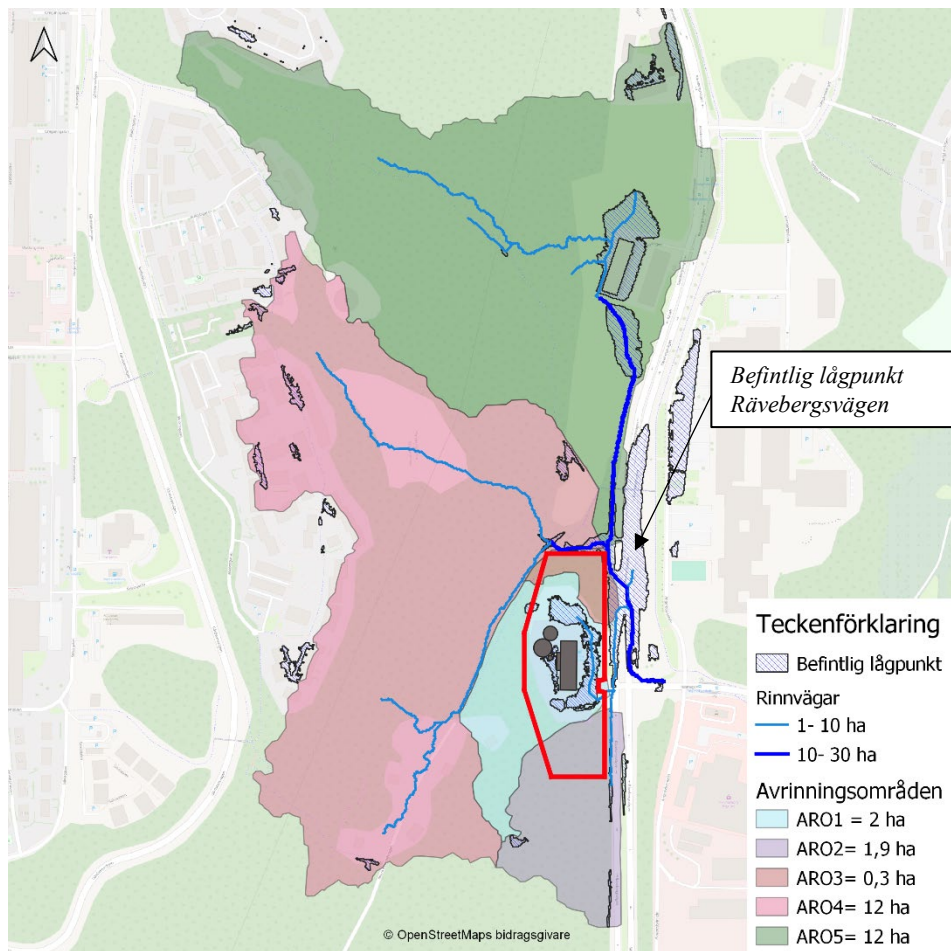 Befintlig lågpunkt
Rävebergsvägen
Teckenförklaring
Befintlig lågpunkt
Rinnvägar
1- 10 ha
10- 30 ha
Avrinningsområden
ARO1 = 2 ha
ARO2= 1,9 ha
ARO3= 0,3 ha
ARO4= 12 ha
ARO5= 12 ha
© OpenStreetMaps bidragsgivare